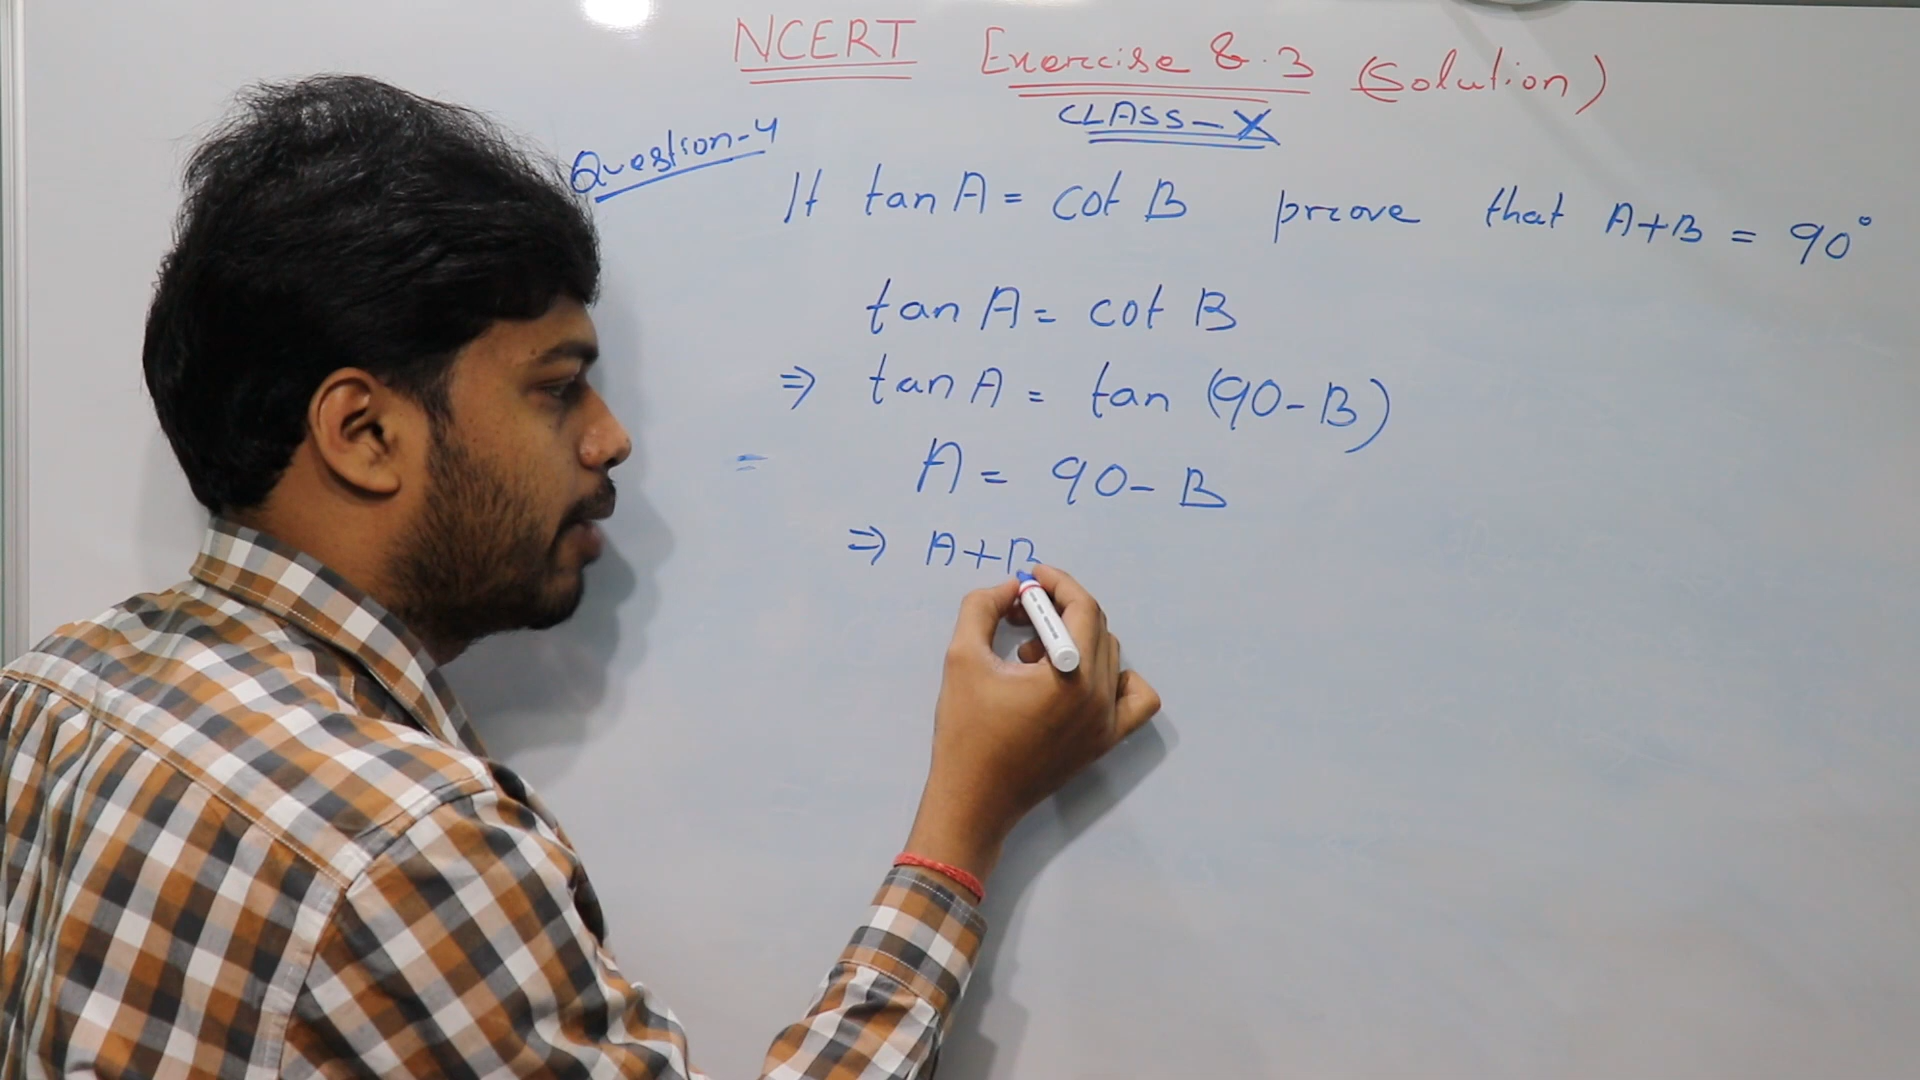 NCERT Exercise 8.3 (Solution)
CLASS-X
Question-4
If tan A = cot B prove that A+B = 90°
tan A = cot B
⇒ tan A = tan (90-B)
= A = 90-B
⇒ A+B